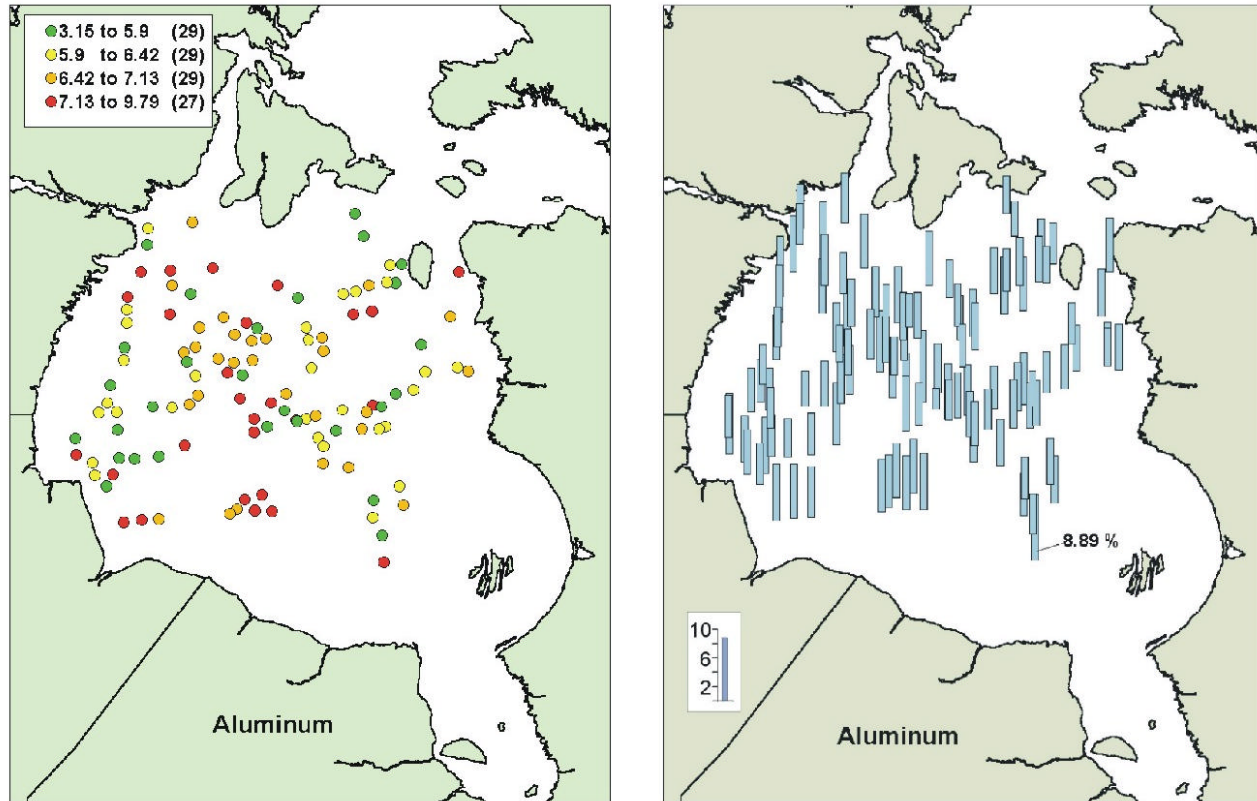 3.15 to 5.9 (29)
5.9 to 6.42 (29)
6.42 to 7.13 (29)
7.13 to 9.79 (27)
Aluminum
8.89 %
10
6
2
Aluminum